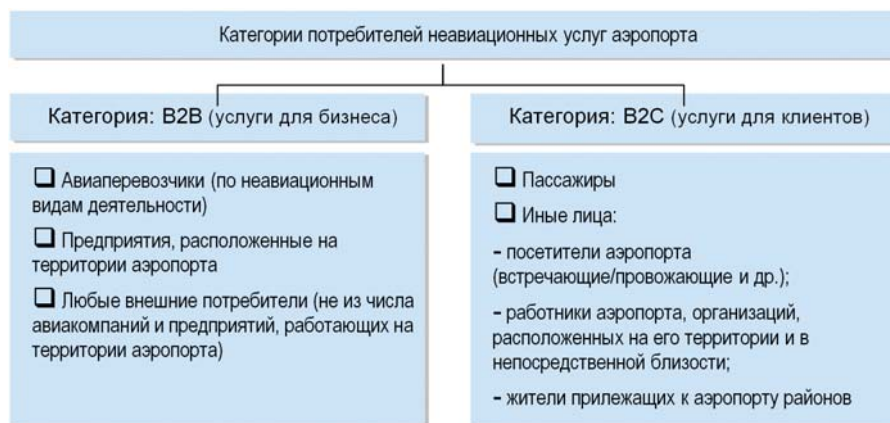 Категории потребителей неавиационных услуг аэропорта
Категория: B2B (услуги для бизнеса)
❑ Авиаперевозчики (по неавиационным
видам деятельности)
❑ Предприятия, расположенные на
территории аэропорта
❑ Любые внешние потребители (не из числа
авиакомпаний и предприятий, работающих на
территории аэропорта)
Категория: B2C (услуги для клиентов)
❑ Пассажиры
❑ Иные лица:
- посетители аэропорта
(встречающие/провожающие и др.);
- работники аэропорта, организаций,
расположенных на его территории и в
непосредственной близости;
- жители прилежащих к аэропорту районов